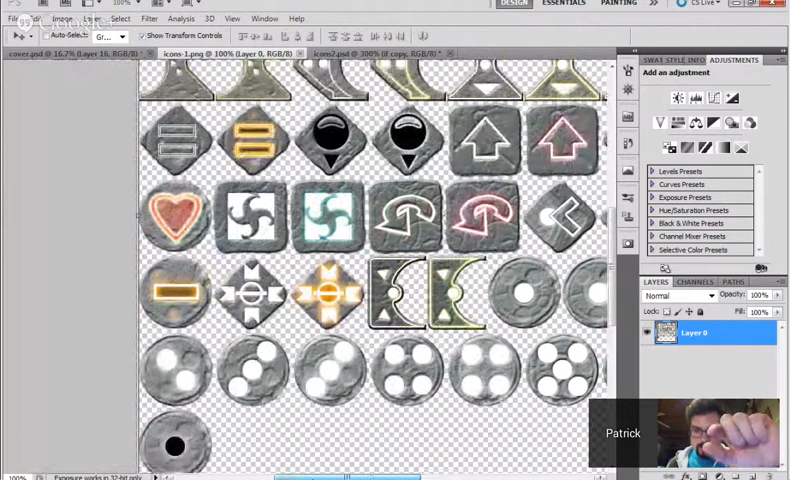 DESIGN ESSENTIALS PAINTING CS Live
100%
Google+
File Edit Image Layer Select Filter Analysis 3D View Window Help
Auto-Select: Gr... Show Transform Controls
cover.psd @ 16.7% (Layer 16, RGB/8) icons-1.png @ 100% (Layer 0, RGB/8) icons2.psd @ 300% (if copy, RGB/8) *
SWAT STYLE INFO ADJUSTMENTS
Add an adjustment
Levels Presets
Curves Presets
Exposure Presets
Hue/Saturation Presets
Black & White Presets
Channel Mixer Presets
Selective Color Presets
LAYERS CHANNELS PATHS
Normal Opacity: 100%
Lock: Fill: 100%
Layer 0
Patrick
100% Exposure works in 32-bit only